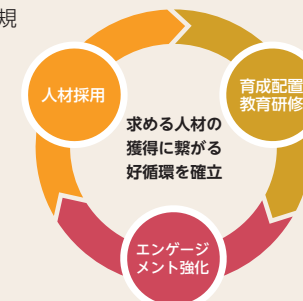 規
人材採用
育成配置
教育研修
求める人材の
獲得に繋がる
好循環を確立
エンゲージ
メント強化